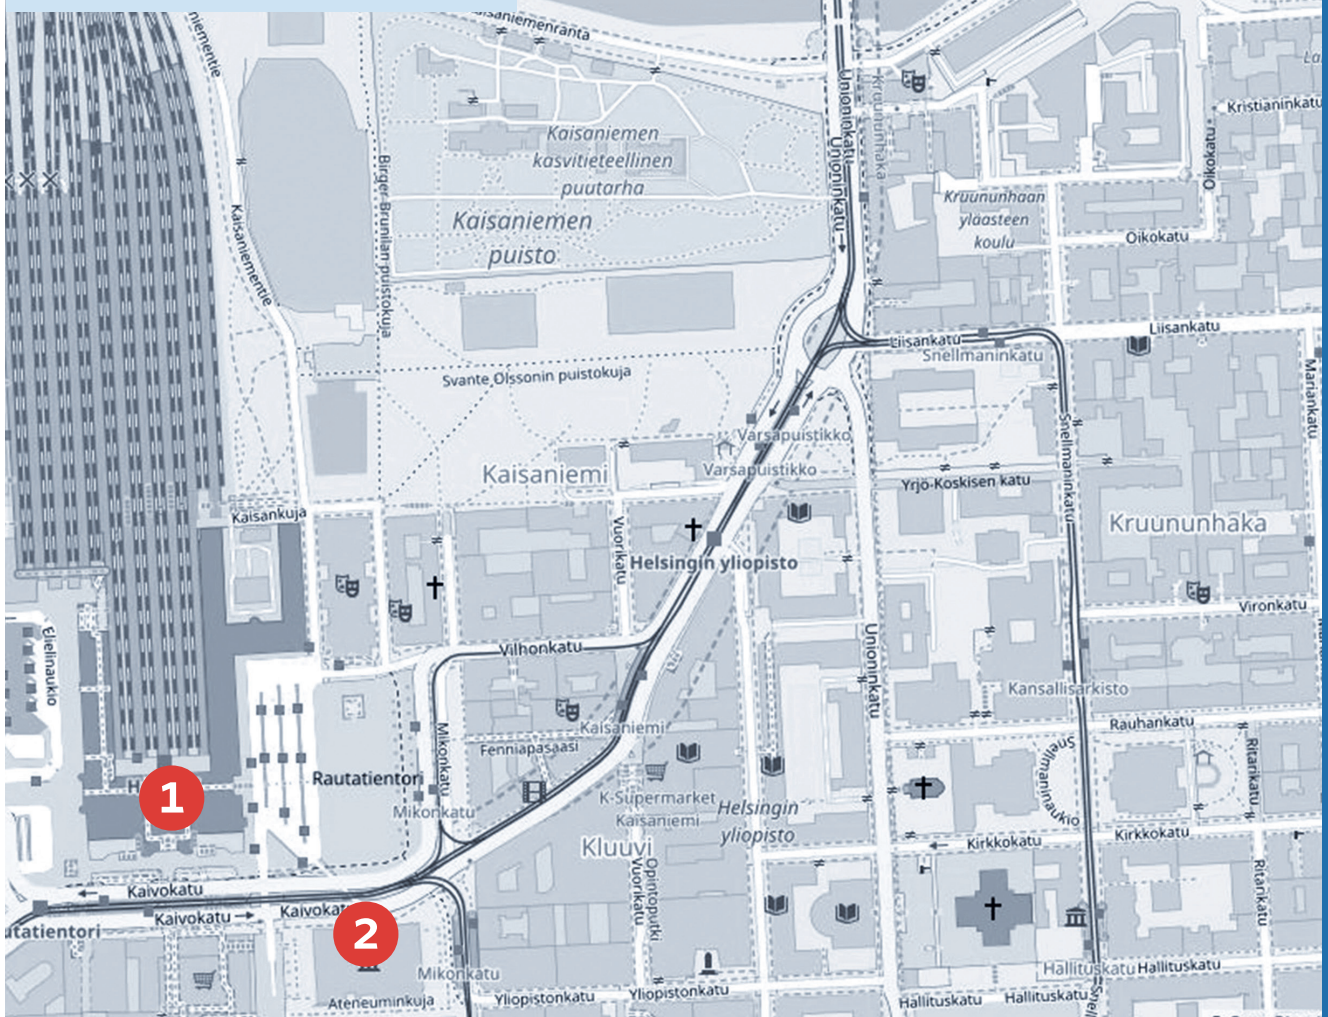 Kaisaniemenranta
Kaisaniementie
Unioninkatu
Kruununhaka
Kristianinkatu
Oikokatu
Kaisaniemen
kasvitieteellinen
puutarha
Unioninkatu
Kaisaniemen
puisto
Birger Brunilan puistokuja
Kaisaniementie
Kruununhaan
yläasteen
koulu
Oikokatu
Liisankatu
Liisankatu
Snellmaninkatu
Mariankatu
Svante Olssonin puistokuja
Varsapuistikko
Varsapuistikko
Snellmaninkatu
Kaisaniemi
Yrjö-Koskisen katu
Kaisankuja
Vuorikatu
Kruununhaka
Helsingin yliopisto
Vironkatu
Elielinaukio
Vilhonkatu
Unioninkatu
Kansallisarkisto
Rauhankatu
Kaisaniemi
Fenniapasaasi
Mikonkatu
Snellmaninaukio
Ritarikatu
Rautatientori
1
H
K-Supermarket
Kaisaniemi
Mikonkatu
Helsingin
yliopisto
Kluuvi
Kirkkokatu
Kirkkokatu
Vuorikatu
Opintoputki
Ritarikatu
Kaivokatu
Kaivokatu
Kaivokatu
2
utatientori
Mikonkatu
Hallituskatu
Hallituskatu
Ateneuminkuja
Yliopistonkatu
Yliopistonkatu
Hallituskatu
Hallituskatu
Snell